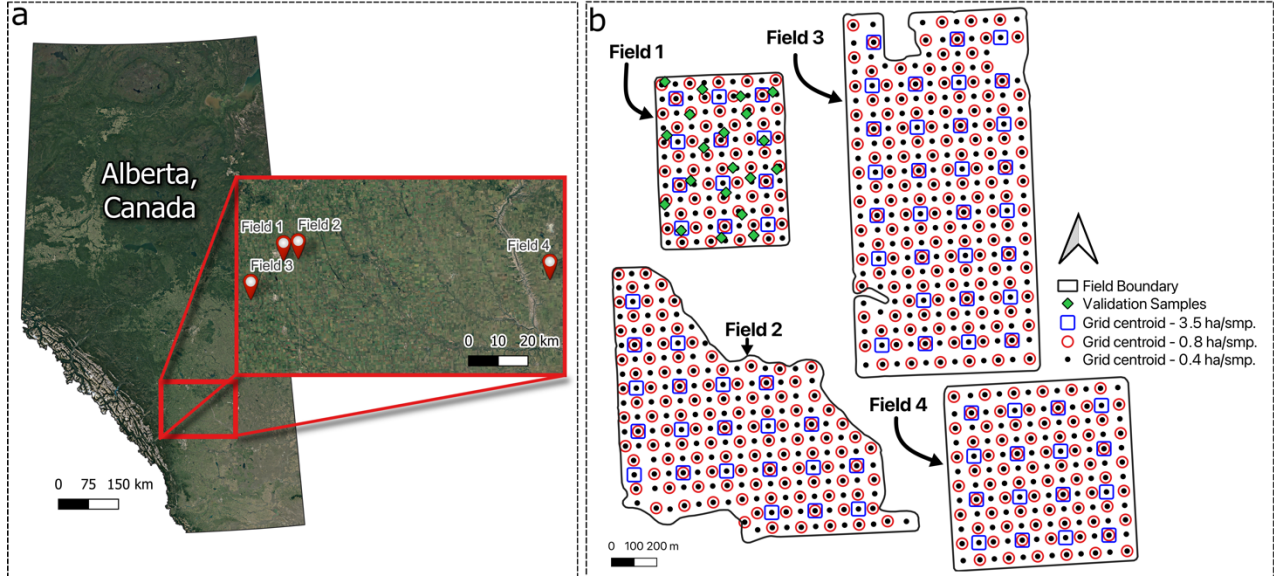 a
Alberta,
Canada
Field 1
Field 2
Field 3
Field 4
0 10 20 km
0 75 150 km
b
Field 1
Field 3
Field 2
Field 4
Field Boundary
Validation Samples
Grid centroid - 3.5 ha/smp.
Grid centroid - 0.8 ha/smp.
Grid centroid - 0.4 ha/smp.
0 100 200 m